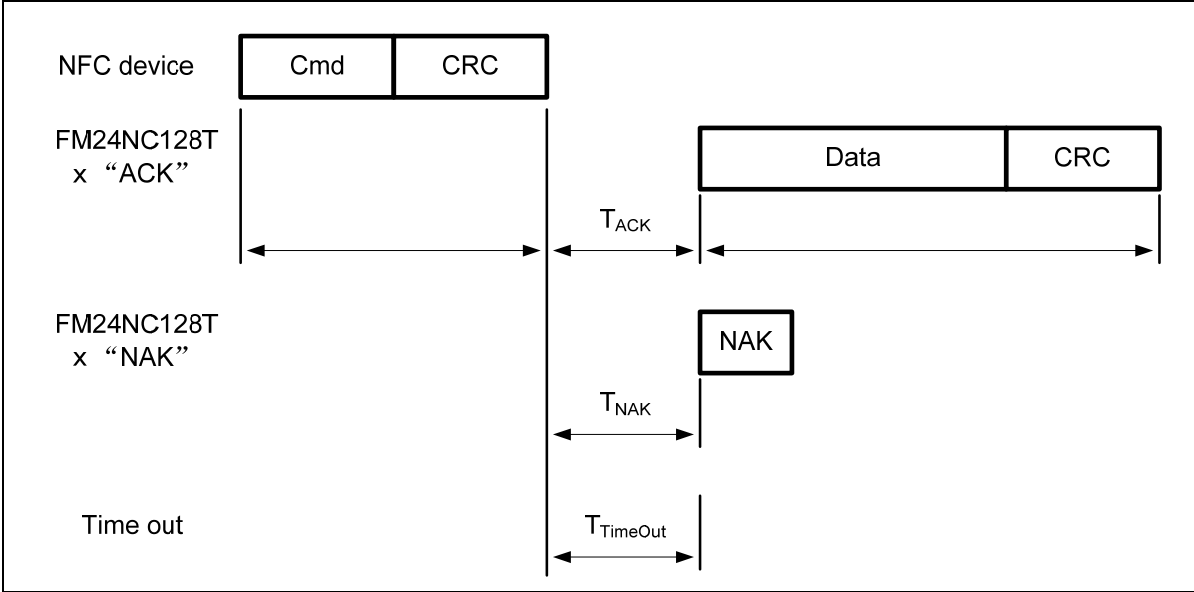 NFC device
Cmd
CRC
FM24NC128T
x “ACK”
Data
CRC
TACK
FM24NC128T
x “NAK”
NAK
TNAK
Time out
TTimeOut